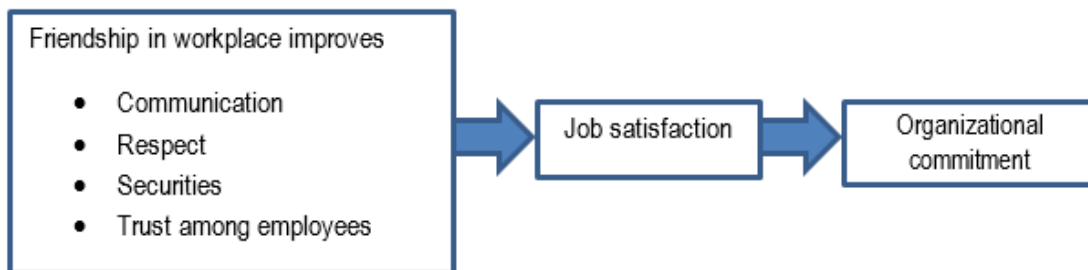 Friendship in workplace improves
• Communication
• Respect
• Securities
• Trust among employees
Job satisfaction
Organizational
commitment